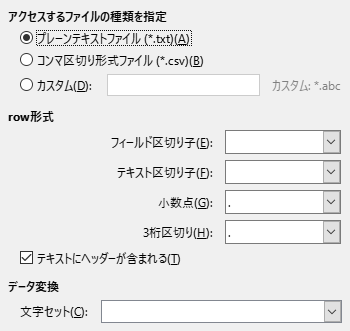 アクセスするファイルの種類を指定
プレーンテキストファイル (*.txt)(A)
コンマ区切り形式ファイル (*.csv)(B)
カスタム(D): カスタム: *.abc
row形式
フィールド区切り子(E):
テキスト区切り子(F):
小数点(G): .
3桁区切り(H): .
テキストにヘッダーが含まれる(T)
データ変換
文字セット(C):